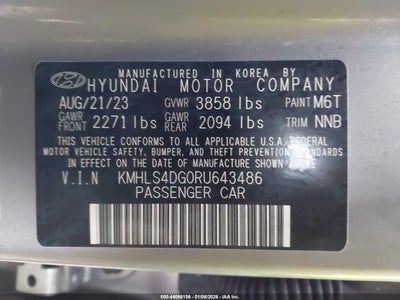 MANUFACTURED IN KOREA BY
HYUNDAI MOTOR COMPANY
AUG/21/23 GVWR 3858 lbs PAINT M6T
GAWR FRONT 2271 lbs GAWR REAR 2094 lbs TRIM NNB
THIS VEHICLE CONFORMS TO ALL APPLICABLE U.S.A. FEDERAL
MOTOR VEHICLE SAFETY, BUMPER, AND THEFT PREVENTION
STANDARDS IN EFFECT ON THE DATE OF MANUFACTURE SHOWN ABOVE.
V.I.N KMHLS4DG0RU643486
PASSENGER CAR
000-44066156 - 01/06/2026 - IAA Inc.